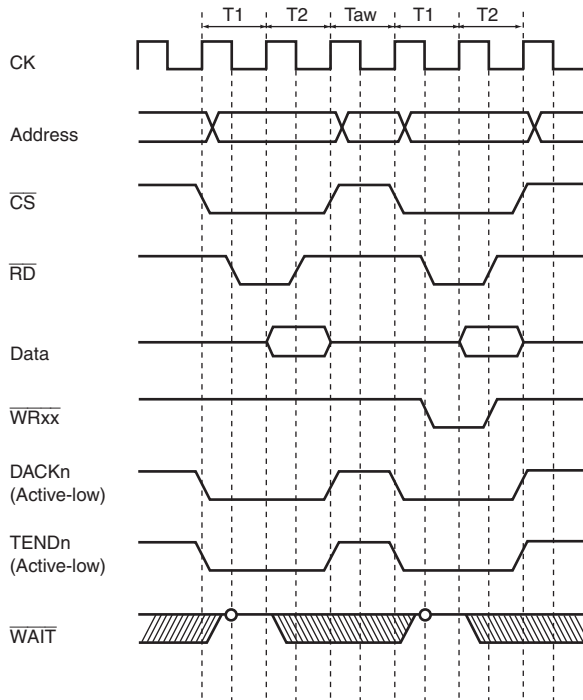 T1 T2 Taw T1 T2
CK
Address
CS
RD
Data
WRxx
DACKn
(Active-low)
TENDn
(Active-low)
WAIT